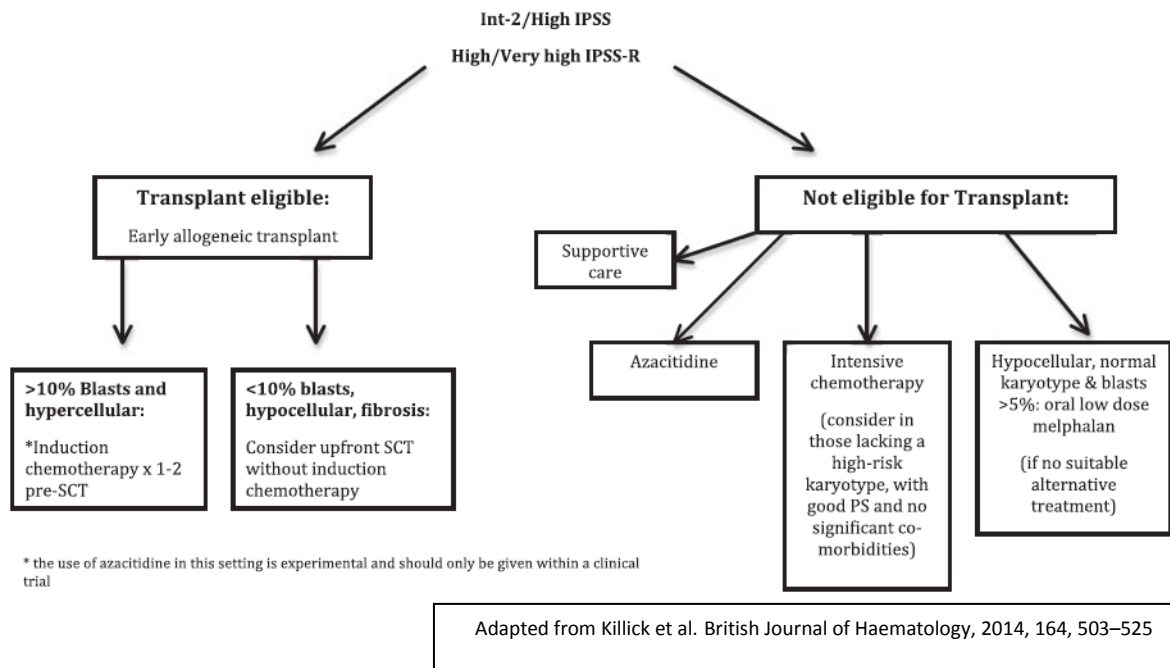 Int-2/High IPSS
High/Very high IPSS-R
Transplant eligible:
Early allogeneic transplant
Not eligible for Transplant:
Supportive
care
>10% Blasts and
hypercellular:
*Induction
chemotherapy x 1-2
pre-SCT
<10% blasts,
hypocellular, fibrosis:
Consider upfront SCT
without induction
chemotherapy
Azacitidine
Intensive
chemotherapy
(consider in
those lacking a
high-risk
karyotype, with
good PS and no
significant co-
morbidities)
Hypocellular, normal
karyotype & blasts
>5%: oral low dose
melphalan
(if no suitable
alternative
treatment)
* the use of azacitidine in this setting is experimental and should only be given within a clinical
trial
Adapted from Killick et al. British Journal of Haematology, 2014, 164, 503–525